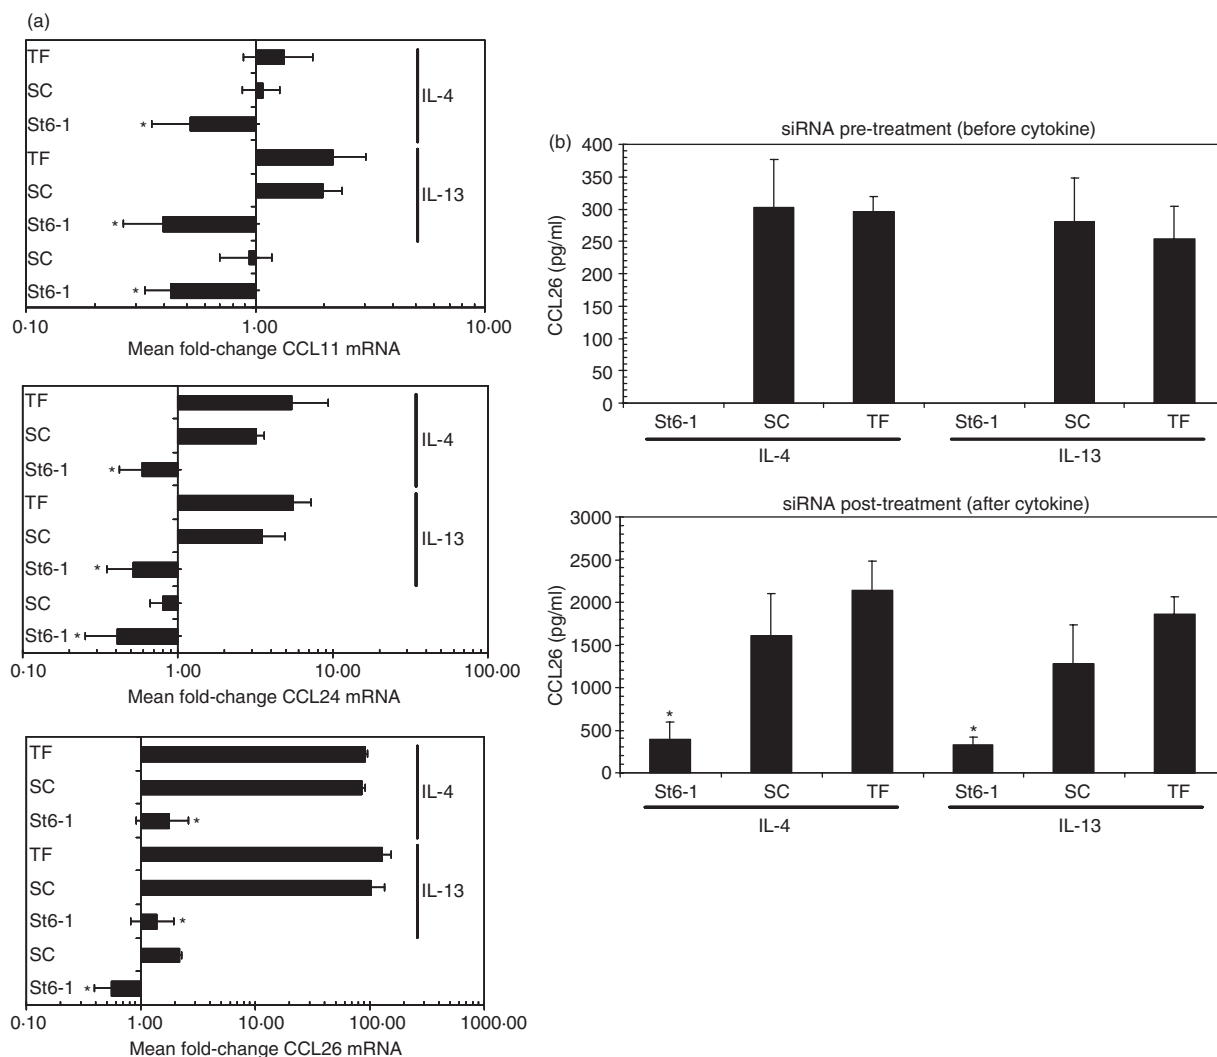 (a)
TF
SC
St6-1 *
TF
SC
St6-1 *
SC
St6-1 *
IL-4
IL-13
0·10 1·00 10·00
Mean fold-change CCL11 mRNA
TF
SC
St6-1 *
TF
SC
St6-1 *
SC
St6-1 *
IL-4
IL-13
0·10 1·00 10·00 100·00
Mean fold-change CCL24 mRNA
TF
SC
St6-1 *
TF
SC
St6-1 *
SC
St6-1 *
IL-4
IL-13
0·10 1·00 10·00 100·00 1000·00
Mean fold-change CCL26 mRNA
(b)
siRNA pre-treatment (before cytokine)
CCL26 (pg/ml)
400
350
300
250
200
150
100
50
0
St6-1 SC TF St6-1 SC TF
IL-4 IL-13
siRNA post-treatment (after cytokine)
CCL26 (pg/ml)
3000
2500
2000
1500
1000
500
0
* *
St6-1 SC TF St6-1 SC TF
IL-4 IL-13